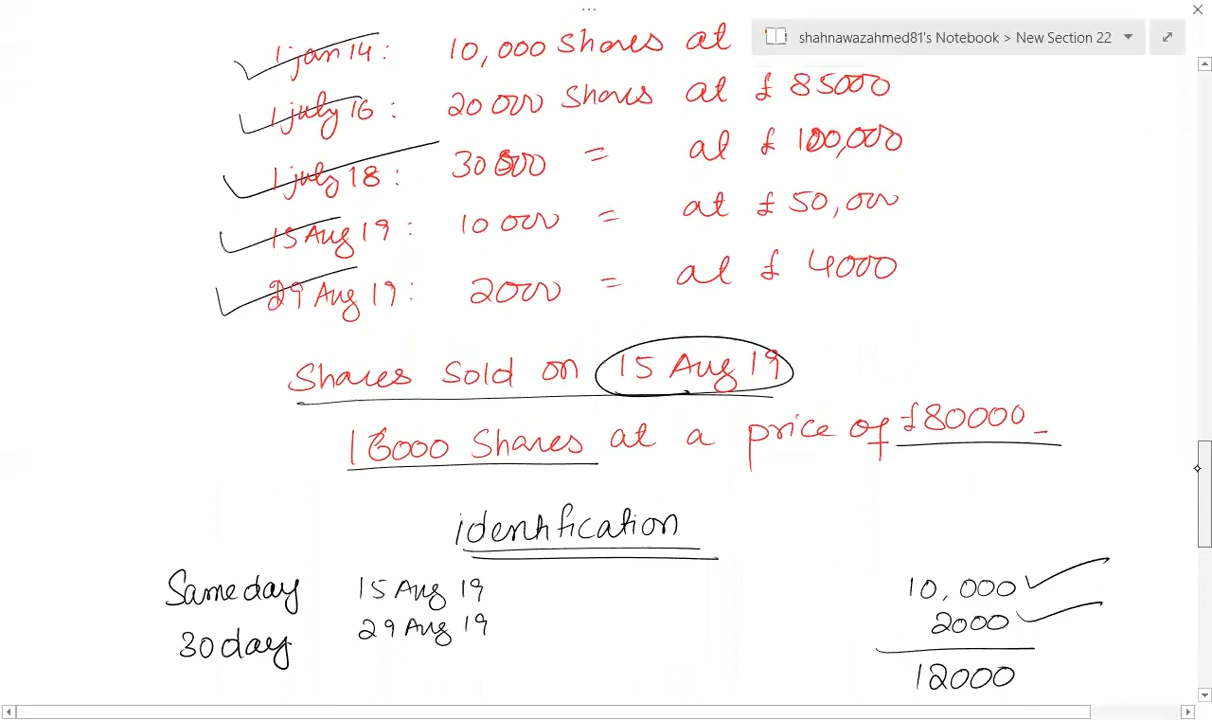 shahnawazahmed81's Notebook > New Section 22
1 jan 14 : 10,000 Shares at
1 july 16 : 20 000 Shares at £ 85000
1 july 18 : 30 000 = at £ 100,000
15 Aug 19 : 10 000 = at £ 50,000
29 Aug 19 : 2000 = at £ 4000
Shares Sold on 15 Aug 19
Shares at a price of £80000
identification
Same day 15 Aug 19 10,000
30 day 29 Aug 19 2000
12000